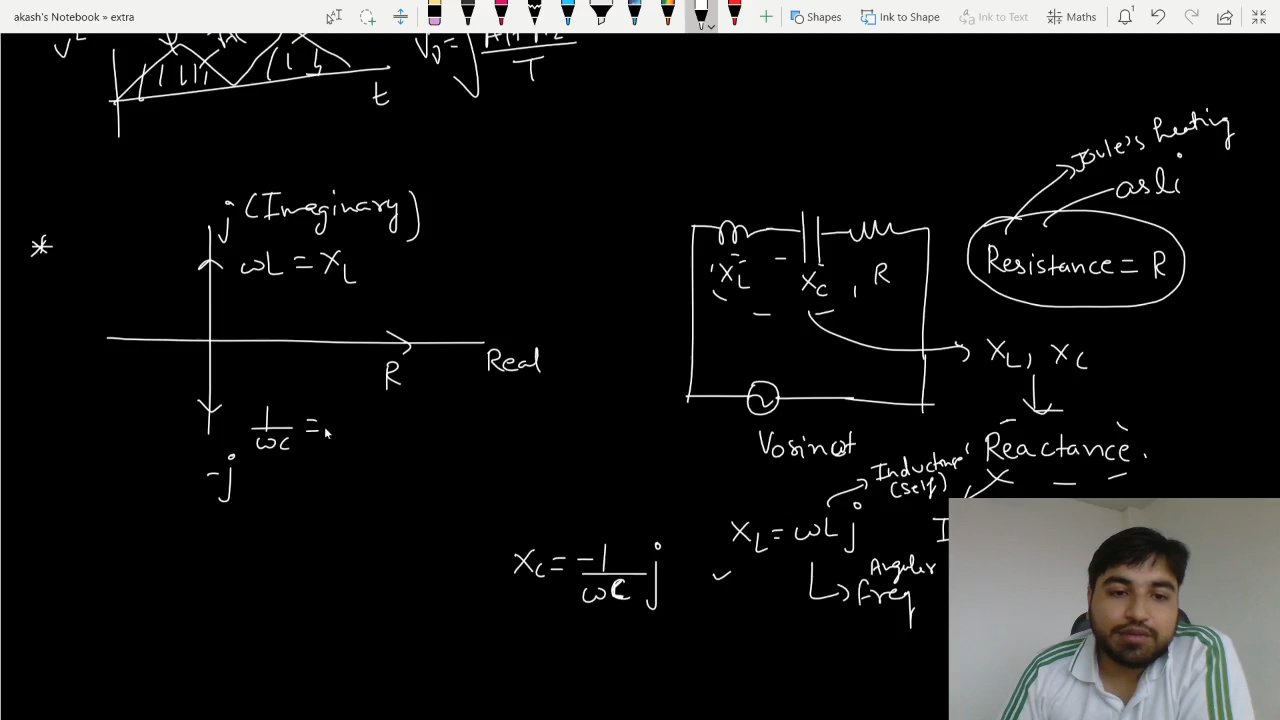 akash's Notebook » extra
Shapes
Ink to Shape
Ink to Text
Maths
t
T
*
j (Imaginary)
ωL = XL
Real
R
1/ωC =
-j
XL XC , R
V0sinωt
Joule's heating
asli
Resistance = R
XL, XC
Reactance.
Inductance
(self)
XL = ωL j
Angular
freq
XC = -1/ωC j